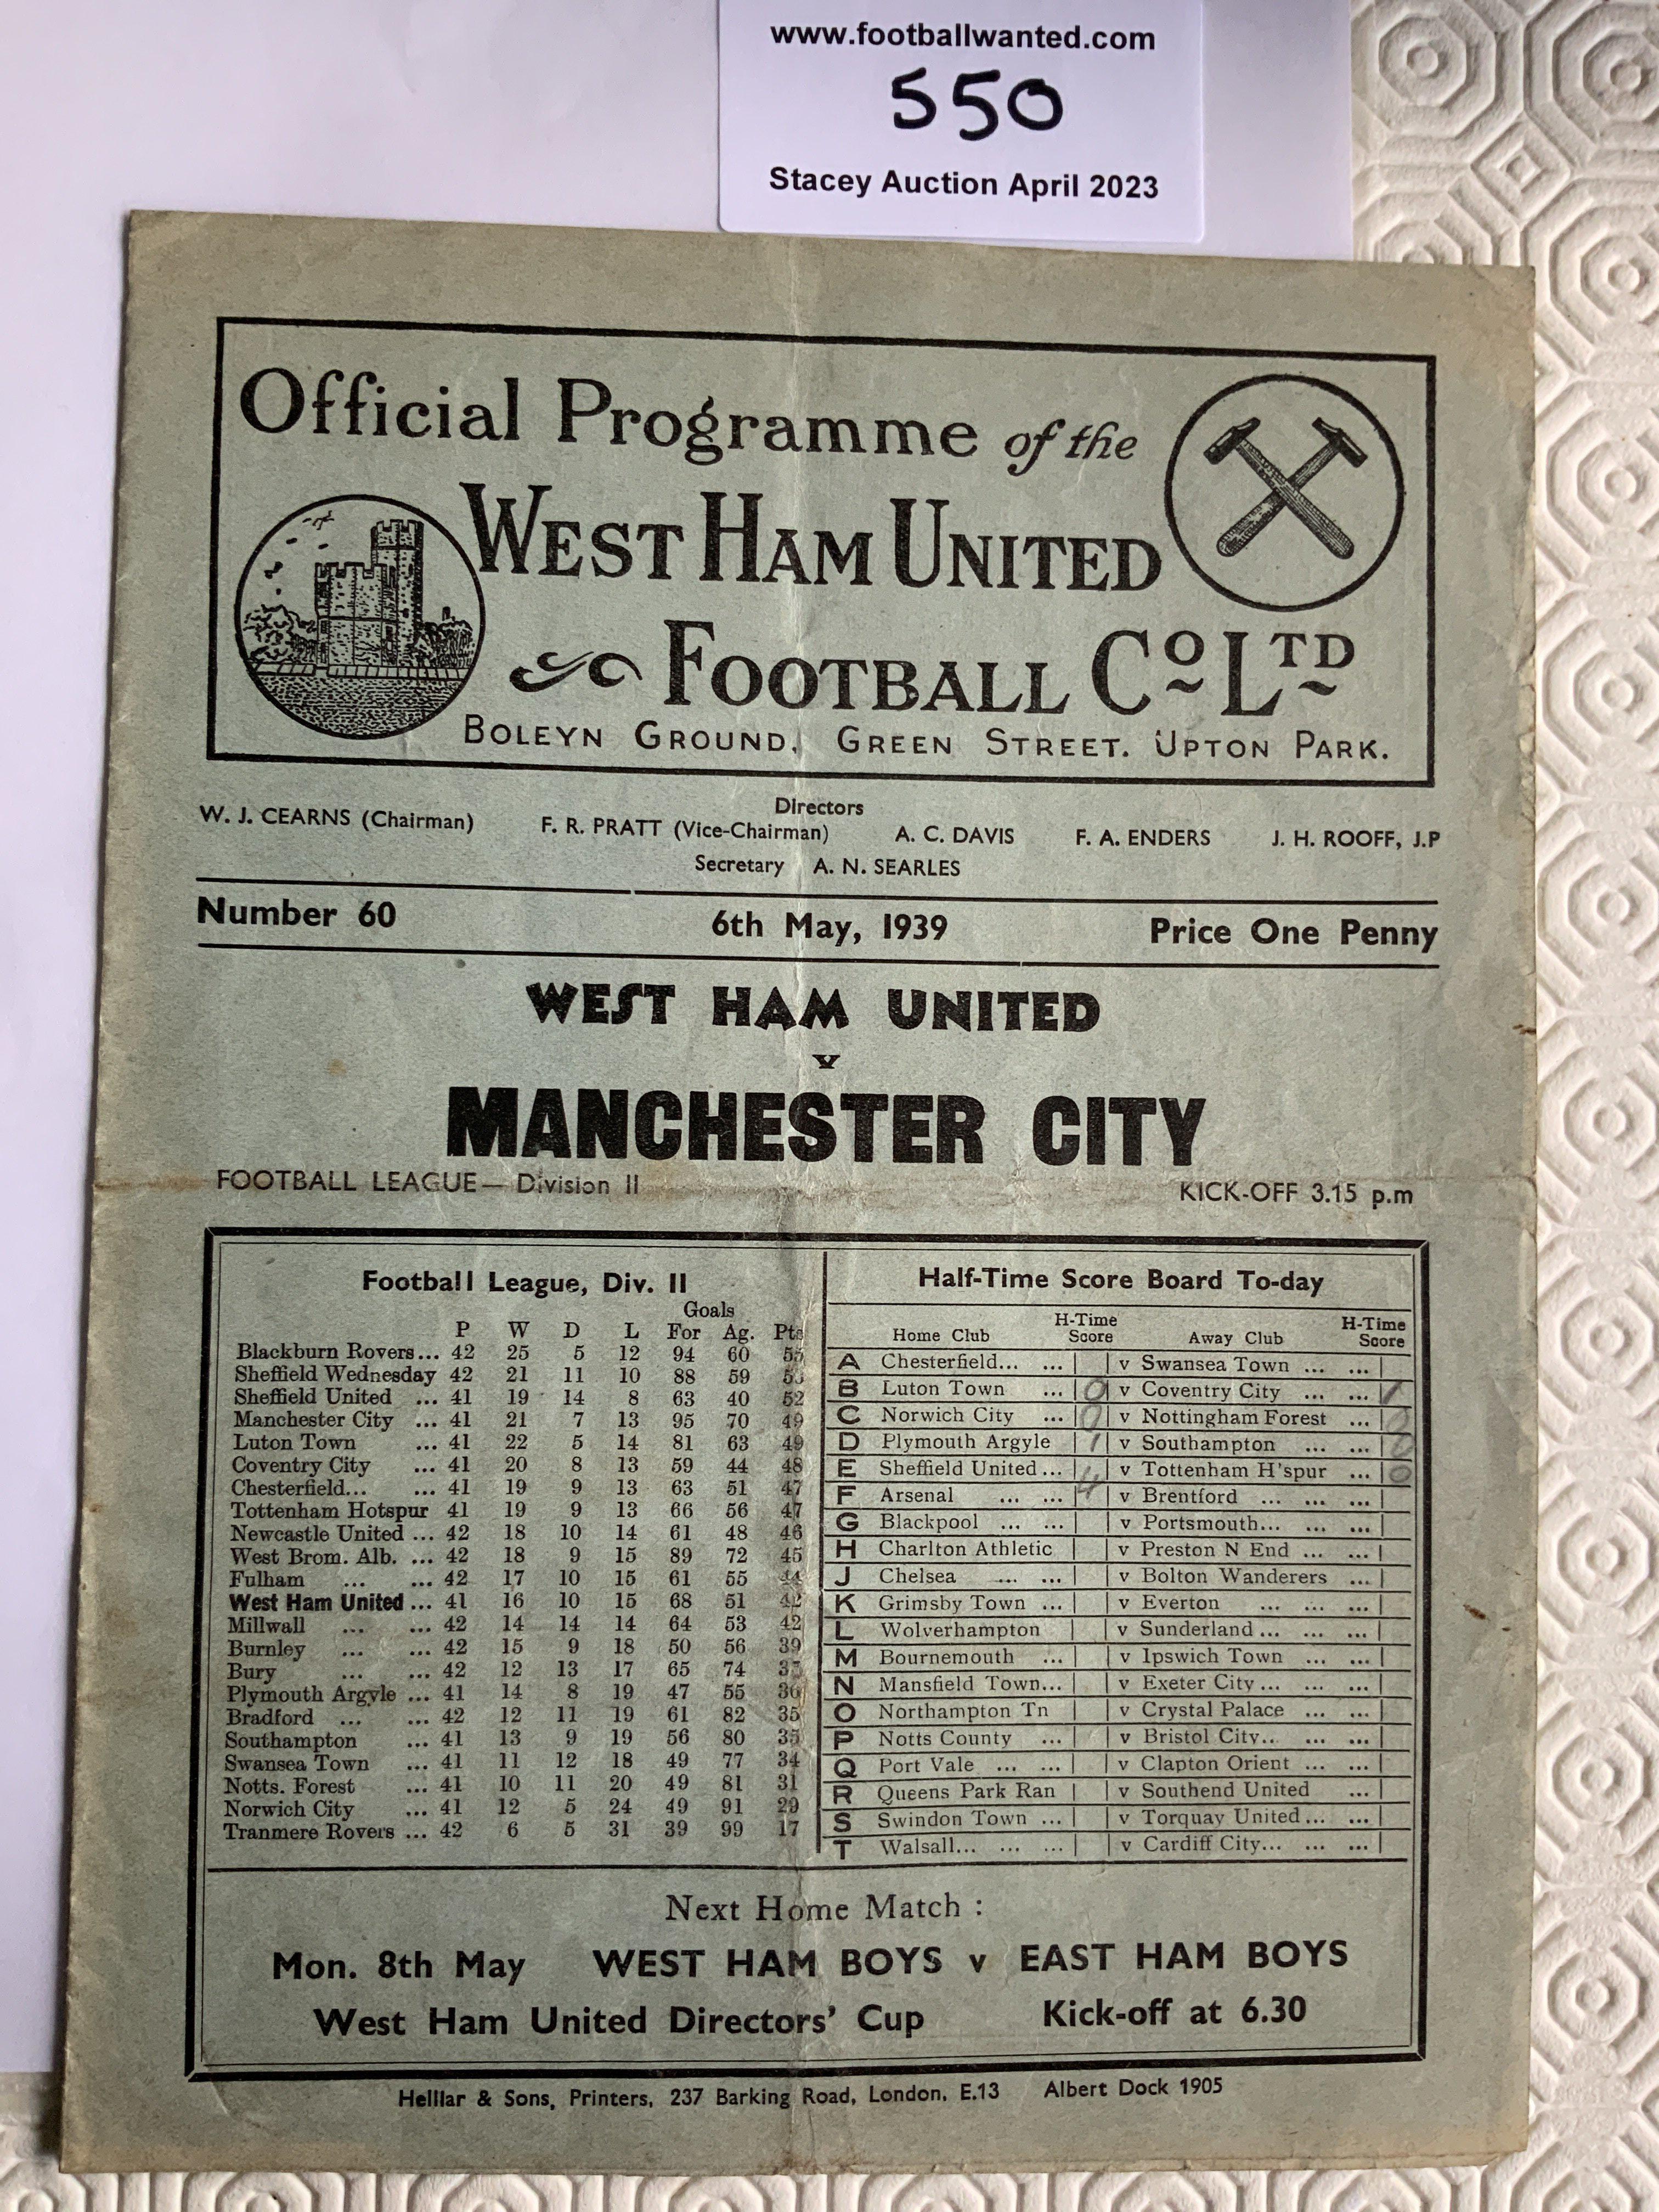 www.footballwanted.com
550
Stacey Auction April 2023
Official Programme of the
WEST HAM UNITED
FOOTBALL Co LTD
BOLEYN GROUND, GREEN STREET. UPTON PARK.
Directors
W. J. CEARNS (Chairman) F. R. PRATT (Vice-Chairman) A. C. DAVIS F. A. ENDERS J. H. ROOFF, J.P
Secretary A. N. SEARLES
Number 60 6th May, 1939 Price One Penny
WEST HAM UNITED
v
MANCHESTER CITY
FOOTBALL LEAGUE— Division II KICK-OFF 3.15 p.m
Football League, Div. II
Goals
P W D L For Ag. Pts
Blackburn Rovers... 42 25 5 12 94 60 55
Sheffield Wednesday 42 21 11 10 88 59
Sheffield United ... 41 19 14 8 63 40 52
Manchester City ... 41 21 7 13 95 70 49
Luton Town ... 41 22 5 14 81 63 49
Coventry City ... 41 20 8 13 59 44 48
Chesterfield... ... 41 19 9 13 63 51 47
Tottenham Hotspur 41 19 9 13 66 56 47
Newcastle United ... 42 18 10 14 61 48 46
West Brom. Alb. ... 42 18 9 15 89 72 45
Fulham ... ... 42 17 10 15 61 55 44
West Ham United ... 41 16 10 15 68 51 42
Millwall ... ... 42 14 14 14 64 53 42
Burnley ... ... 42 15 9 18 50 56 39
Bury ... ... 42 12 13 17 65 74
Plymouth Argyle ... 41 14 8 19 47 55 36
Bradford ... ... 42 12 11 19 61 82 35
Southampton ... 41 13 9 19 56 80 35
Swansea Town ... 41 11 12 18 49 77 34
Notts. Forest ... 41 10 11 20 49 81 31
Norwich City ... 41 12 5 24 49 91 29
Tranmere Rovers ... 42 6 5 31 39 99 17
Half-Time Score Board To-day
Home Club H-Time Score Away Club H-Time Score
A Chesterfield... ... v Swansea Town ... ...
B Luton Town ... 0 v Coventry City ... ... 1
C Norwich City ... 0 v Nottingham Forest ... 0
D Plymouth Argyle 1 v Southampton ... ... 0
E Sheffield United ... 4 v Tottenham H'spur ... 0
F Arsenal ... ... v Brentford ... ... ...
G Blackpool ... ... v Portsmouth... ... ...
H Charlton Athletic v Preston N End ... ...
J Chelsea ... ... v Bolton Wanderers ...
K Grimsby Town ... v Everton ... ... ...
L Wolverhampton v Sunderland ... ... ...
M Bournemouth ... v Ipswich Town ... ...
N Mansfield Town... v Exeter City ... ... ...
O Northampton Tn v Crystal Palace ... ...
P Notts County ... v Bristol City.. ... ...
Q Port Vale ... ... v Clapton Orient ... ...
R Queens Park Ran v Southend United ...
S Swindon Town ... v Torquay United ... ...
T Walsall... ... ... v Cardiff City... ... ...
Next Home Match :
Mon. 8th May WEST HAM BOYS v EAST HAM BOYS
West Ham United Directors' Cup Kick-off at 6.30
Helliar & Sons, Printers, 237 Barking Road, London, E.13 Albert Dock 1905